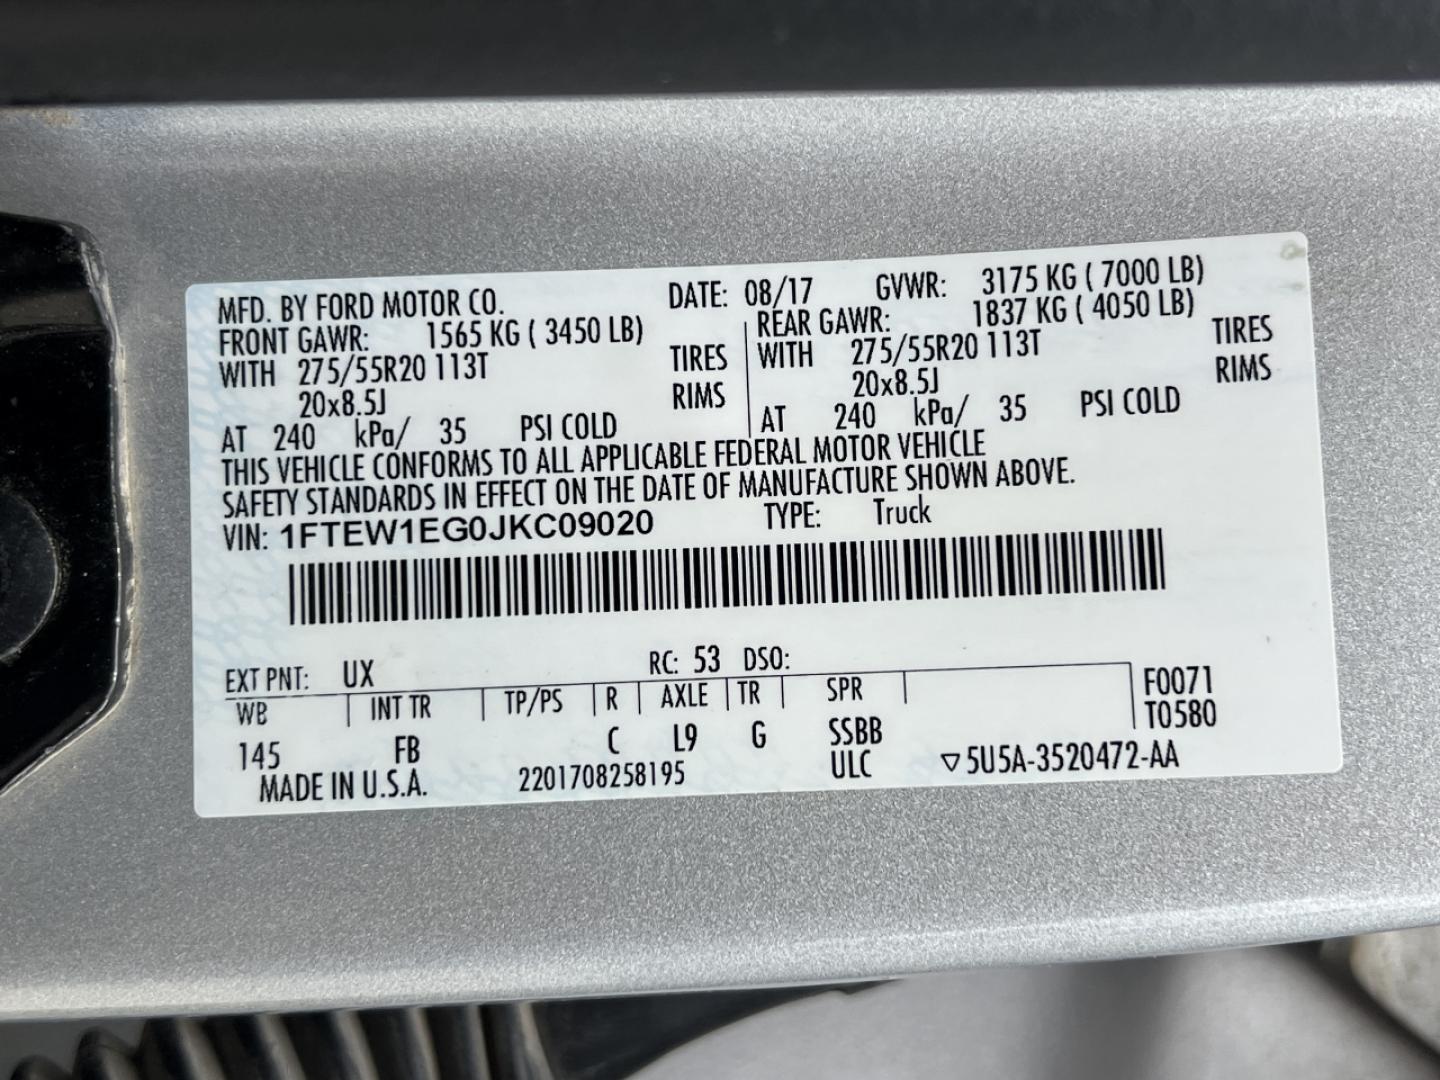 MFD. BY FORD MOTOR CO. DATE: 08/17 GVWR: 3175 KG ( 7000 LB)
FRONT GAWR: 1565 KG ( 3450 LB) REAR GAWR: 1837 KG ( 4050 LB)
WITH 275/55R20 113T TIRES WITH 275/55R20 113T TIRES
20x8.5J RIMS 20x8.5J RIMS
AT 240 kPa/ 35 PSI COLD AT 240 kPa/ 35 PSI COLD
THIS VEHICLE CONFORMS TO ALL APPLICABLE FEDERAL MOTOR VEHICLE
SAFETY STANDARDS IN EFFECT ON THE DATE OF MANUFACTURE SHOWN ABOVE.
VIN: 1FTEW1EG0JKC09020 TYPE: Truck
EXT PNT: UX RC: 53 DSO:
WB INT TR TP/PS R AXLE TR SPR F0071
145 FB C L9 G SSBB T0580
MADE IN U.S.A. 2201708258195 ULC ▽5U5A-3520472-AA